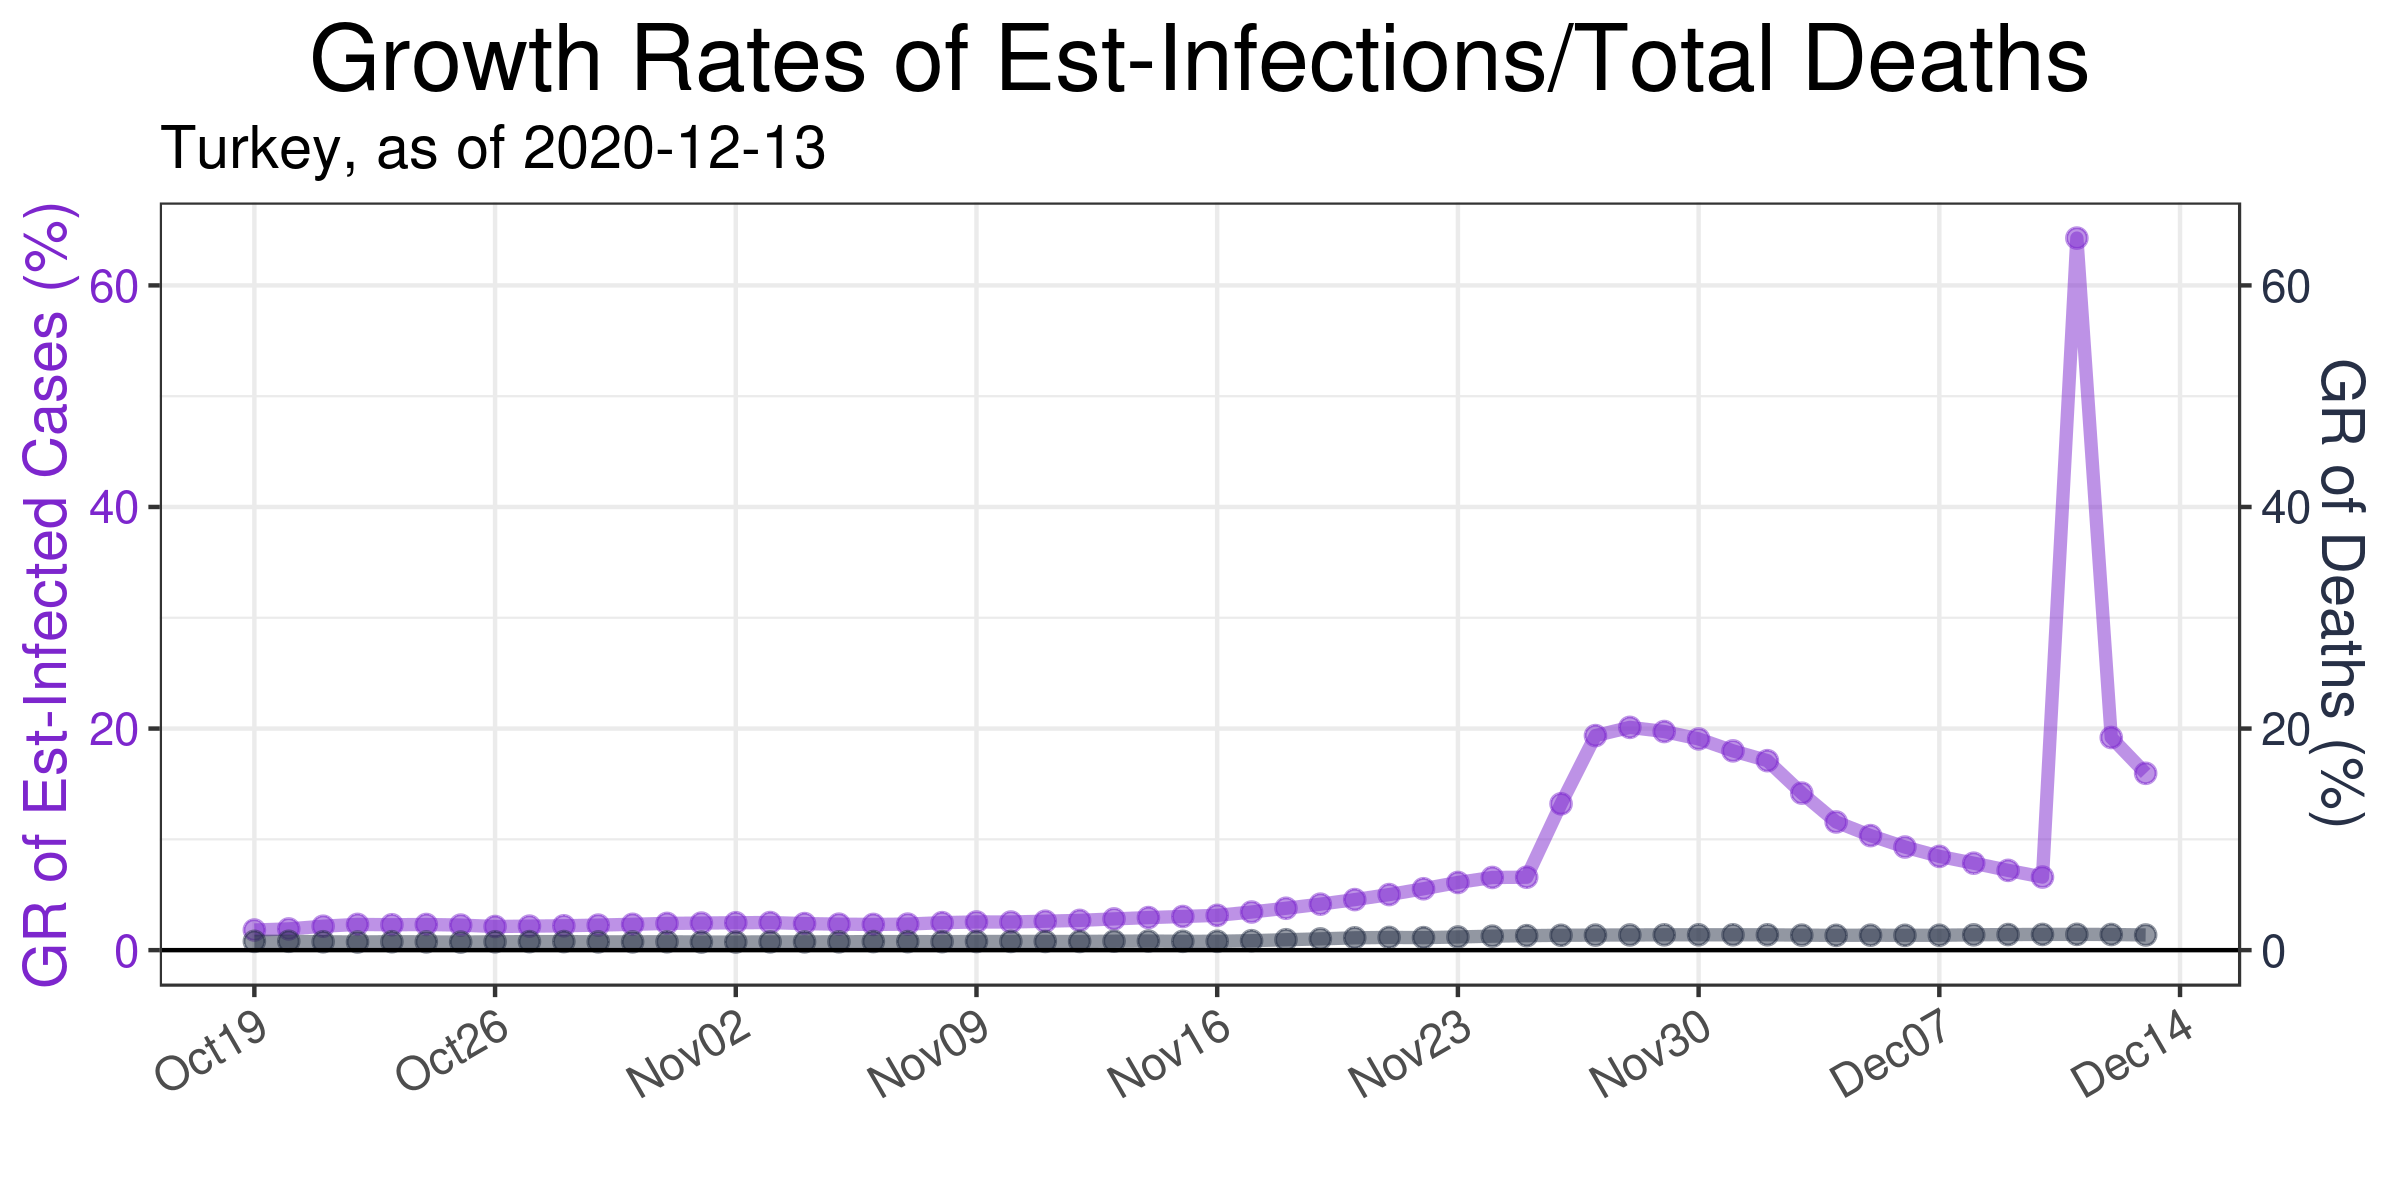 Growth Rates of Est-Infections/Total Deaths
Turkey, as of 2020-12-13
GR of Est-Infected Cases (%)
60
40
20
0
60
40
20
0
GR of Deaths (%)
Oct19
Oct26
Nov02
Nov09
Nov16
Nov23
Nov30
Dec07
Dec14